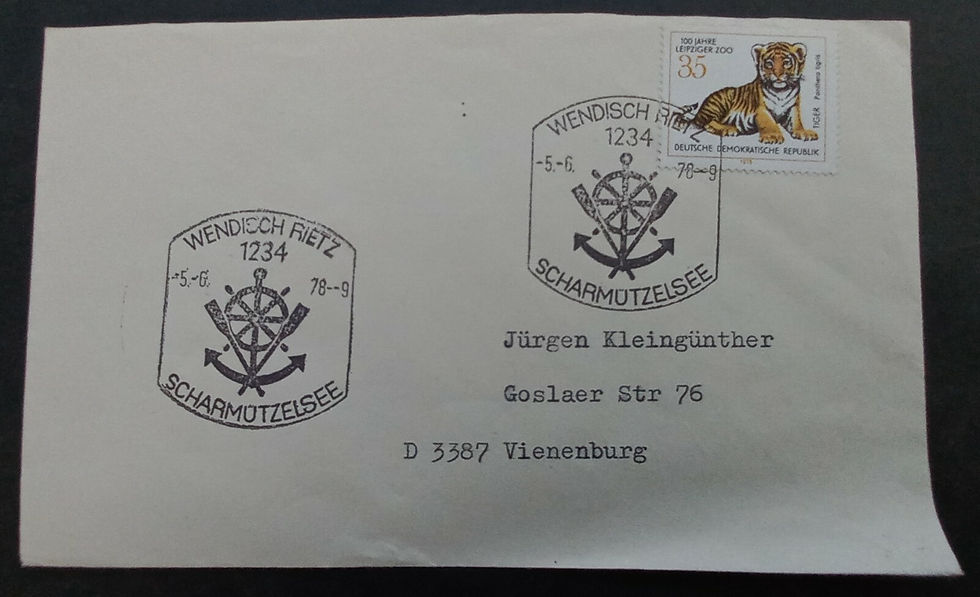 100 JAHRE
LEIPZIGER ZOO
35
TIGER Panthera tigris
DEUTSCHE DEMOKRATISCHE REPUBLIK
1978
WENDISCH RIETZ
1234
-5.-6. 78--9
SCHARMÜTZELSEE
WENDISCH RIETZ
1234
-5.-6. 78--9
SCHARMÜTZELSEE
Jürgen Kleingünther
Goslaer Str 76
D 3387 Vienenburg